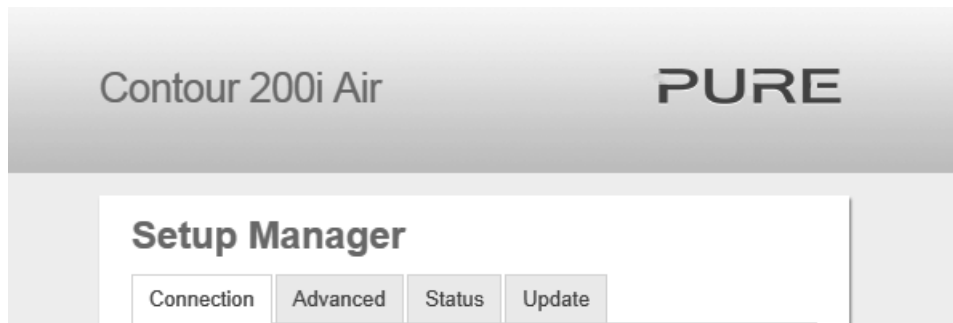 Contour 200i Air PURE
Setup Manager
Connection Advanced Status Update